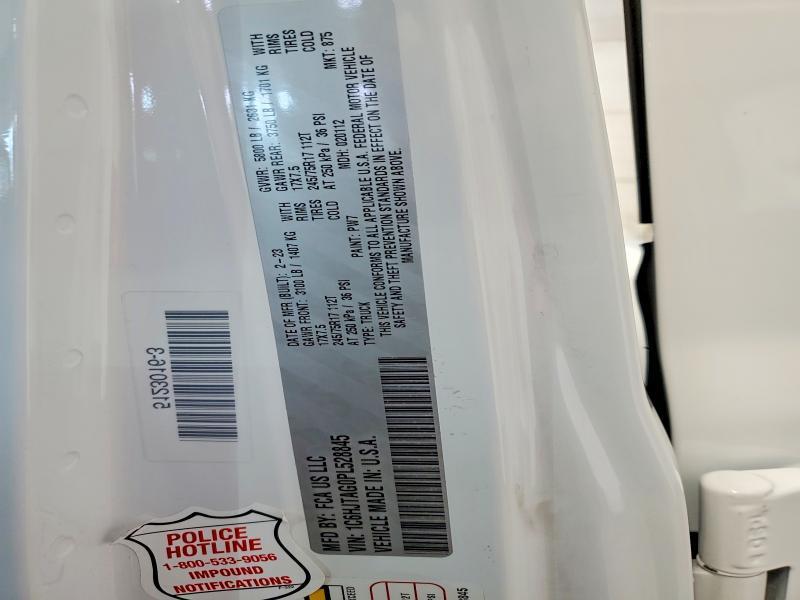 MFD BY: FCA US LLC
VIN: 1C6HJTAG0PL528845
VEHICLE MADE IN: U.S.A.
DATE OF MFR (BUILT): 2-23
GAWR FRONT: 3100 LB / 1407 KG WITH
17X7.5 RIMS
245/75R17 112T TIRES
AT 250 kPa / 36 PSI COLD
TYPE: TRUCK PAINT: PW7
GVWR: 5800 LB / 2631 KG WITH
GAWR REAR: 3750 LB / 1701 KG RIMS
17X7.5 TIRES
245/75R17 112T COLD
AT 250 kPa / 36 PSI
MDH: 020112 MKT: 875
THIS VEHICLE CONFORMS TO ALL APPLICABLE U.S.A. FEDERAL MOTOR VEHICLE
SAFETY AND THEFT PREVENTION STANDARDS IN EFFECT ON THE DATE OF
MANUFACTURE SHOWN ABOVE.
5123016-3
POLICE
HOTLINE
1-800-533-9056
IMPOUND
NOTIFICATIONS